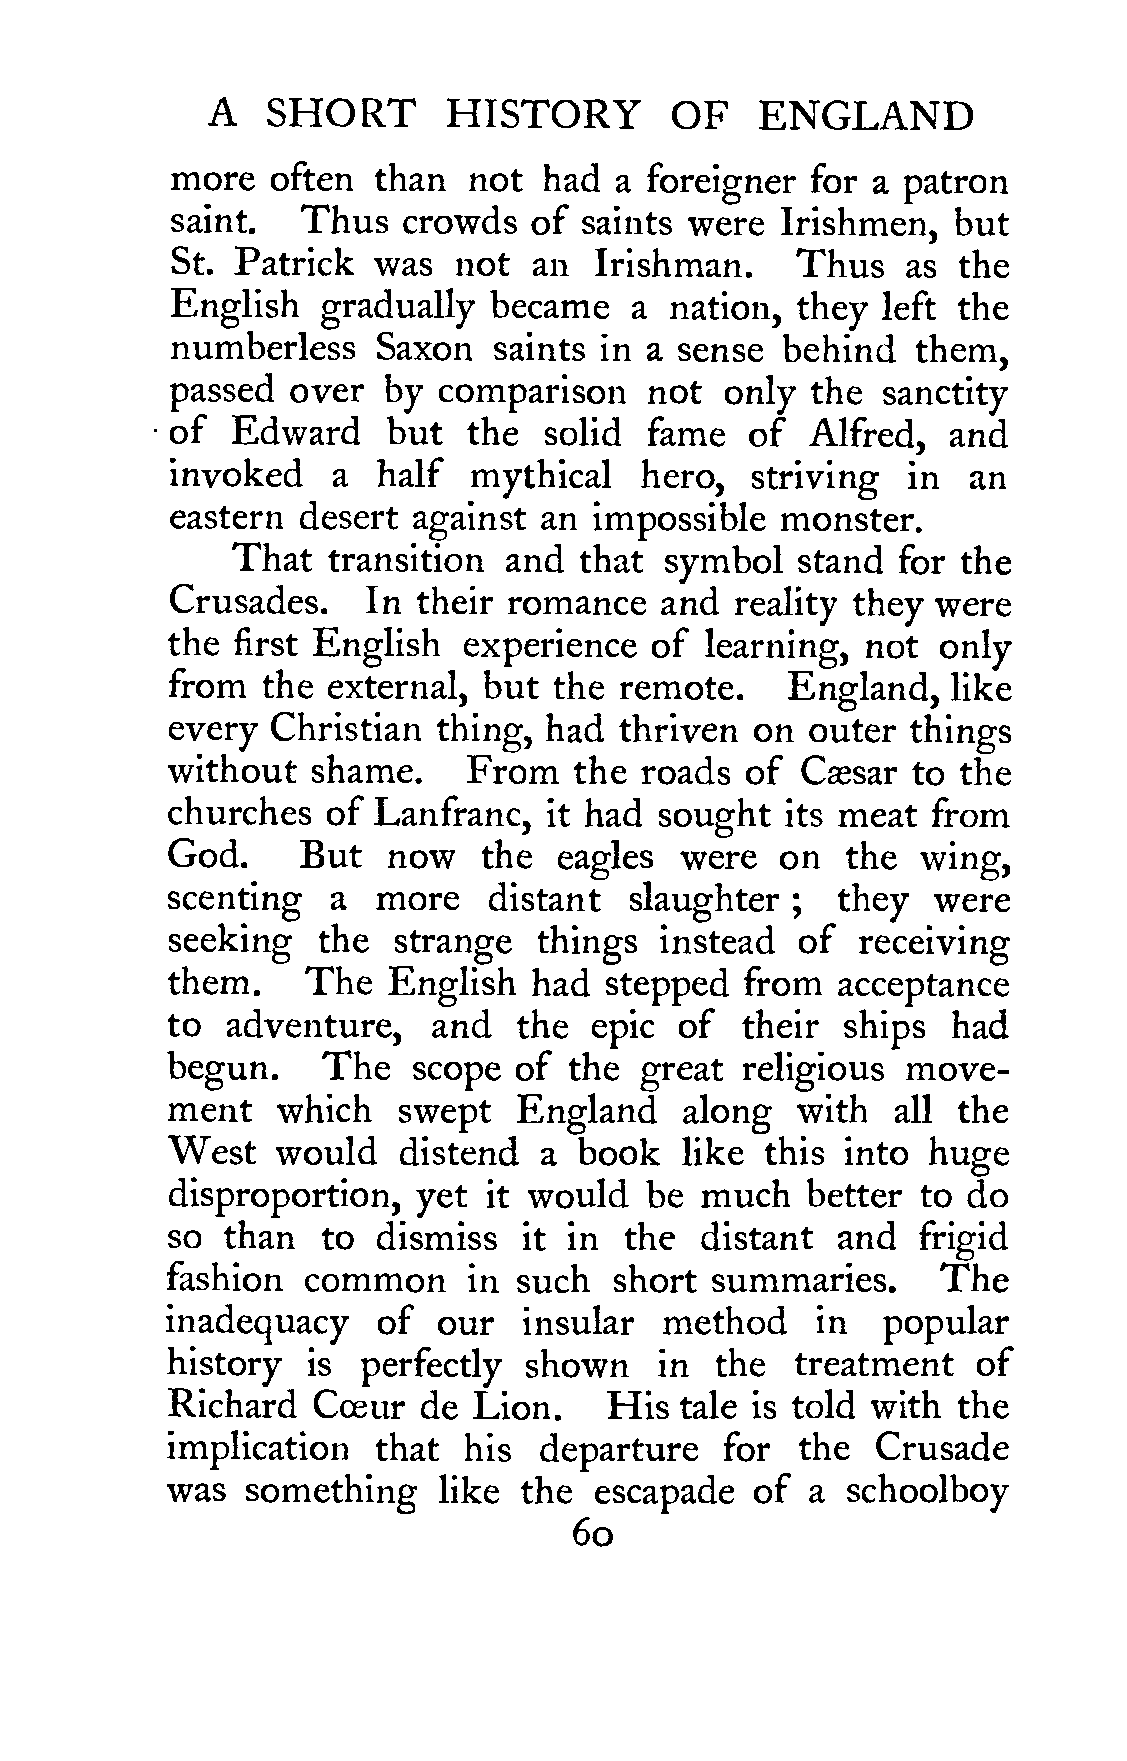 A SHORT HISTORY OF ENGLAND
more often than not had a foreigner for a patron
saint. Thus crowds of saints were Irishmen, but
St. Patrick was not an Irishman. Thus as the
English gradually became a nation, they left the
numberless Saxon saints in a sense behind them,
passed over by comparison not only the sanctity
of Edward but the solid fame of Alfred, and
invoked a half mythical hero, striving in an
eastern desert against an impossible monster.
That transition and that symbol stand for the
Crusades. In their romance and reality they were
the first English experience of learning, not only
from the external, but the remote. England, like
every Christian thing, had thriven on outer things
without shame. From the roads of Cæsar to the
churches of Lanfranc, it had sought its meat from
God. But now the eagles were on the wing,
scenting a more distant slaughter ; they were
seeking the strange things instead of receiving
them. The English had stepped from acceptance
to adventure, and the epic of their ships had
begun. The scope of the great religious move-
ment which swept England along with all the
West would distend a book like this into huge
disproportion, yet it would be much better to do
so than to dismiss it in the distant and frigid
fashion common in such short summaries. The
inadequacy of our insular method in popular
history is perfectly shown in the treatment of
Richard Cœur de Lion. His tale is told with the
implication that his departure for the Crusade
was something like the escapade of a schoolboy
60